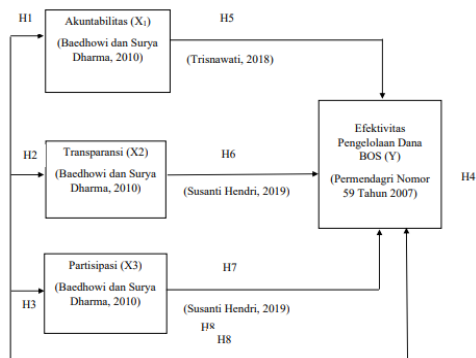 H1
Akuntabilitas (X₁)
(Baedhowi dan Surya
Dharma, 2010)
H5
(Trisnawati, 2018)
H2
Transparansi (X2)
(Baedhowi dan Surya
Dharma, 2010)
H6
(Susanti Hendri, 2019)
Efektivitas
Pengelolaan Dana
BOS (Y)
(Permendagri Nomor
59 Tahun 2007)
H4
H3
Partisipasi (X3)
(Baedhowi dan Surya
Dharma, 2010)
H7
(Susanti Hendri, 2019)
H8
H8